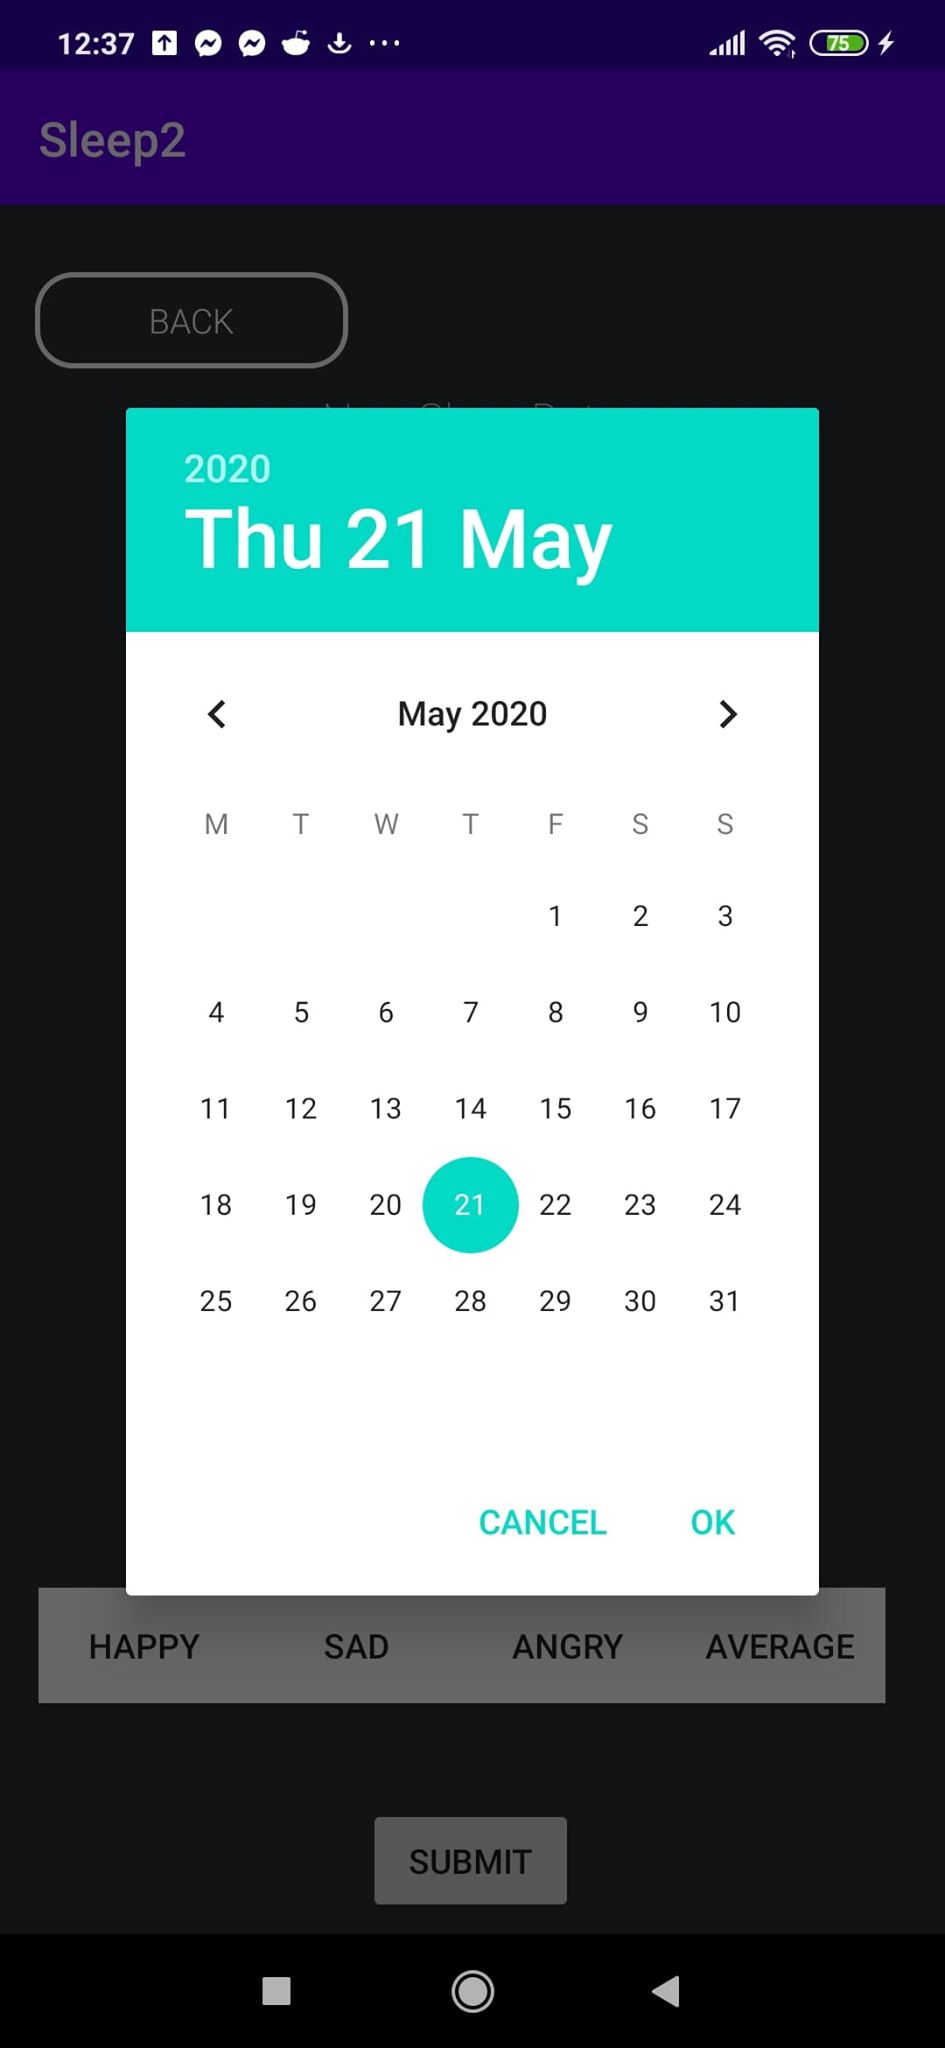 12:37 75
Sleep2
BACK
2020
Thu 21 May
May 2020
M T W T F S S
1 2 3
4 5 6 7 8 9 10
11 12 13 14 15 16 17
18 19 20 21 22 23 24
25 26 27 28 29 30 31
CANCEL OK
HAPPY SAD ANGRY AVERAGE
SUBMIT